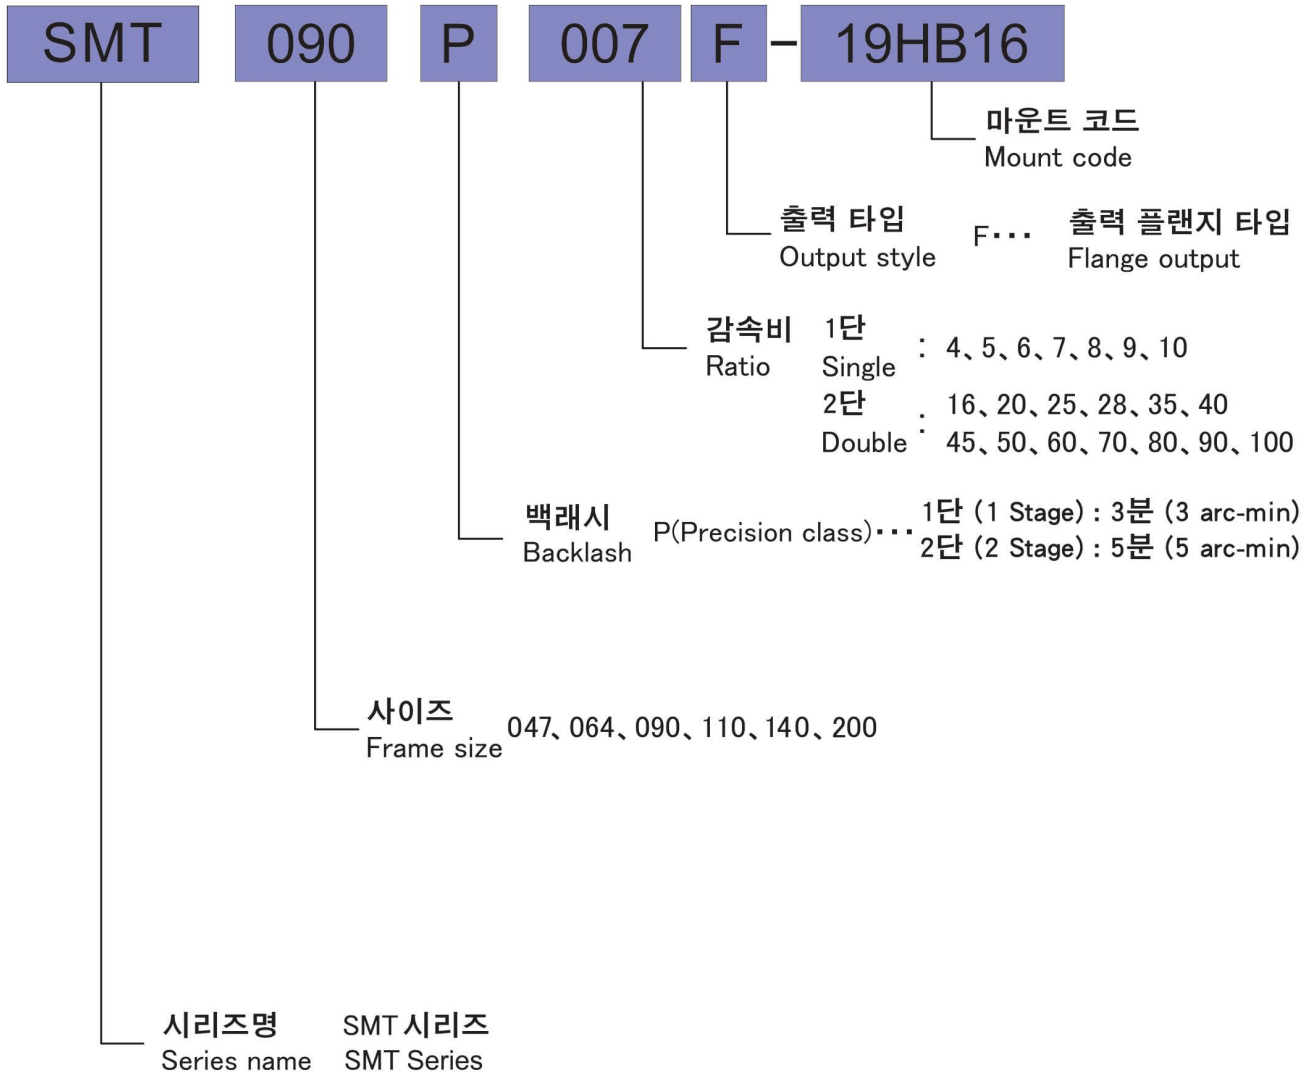 SMT 090 P 007 F - 19HB16
마운트 코드
Mount code
출력 타입 F・・・ 출력 플랜지 타입
Output style Flange output
감속비 1단 : 4、5、6、7、8、9、10
Ratio Single
2단 : 16、20、25、28、35、40
Double 45、50、60、70、80、90、100
백래시 P(Precision class)・・・ 1단 (1 Stage) : 3분 (3 arc-min)
Backlash 2단 (2 Stage) : 5분 (5 arc-min)
사이즈 047、064、090、110、140、200
Frame size
시리즈명 SMT 시리즈
Series name SMT Series